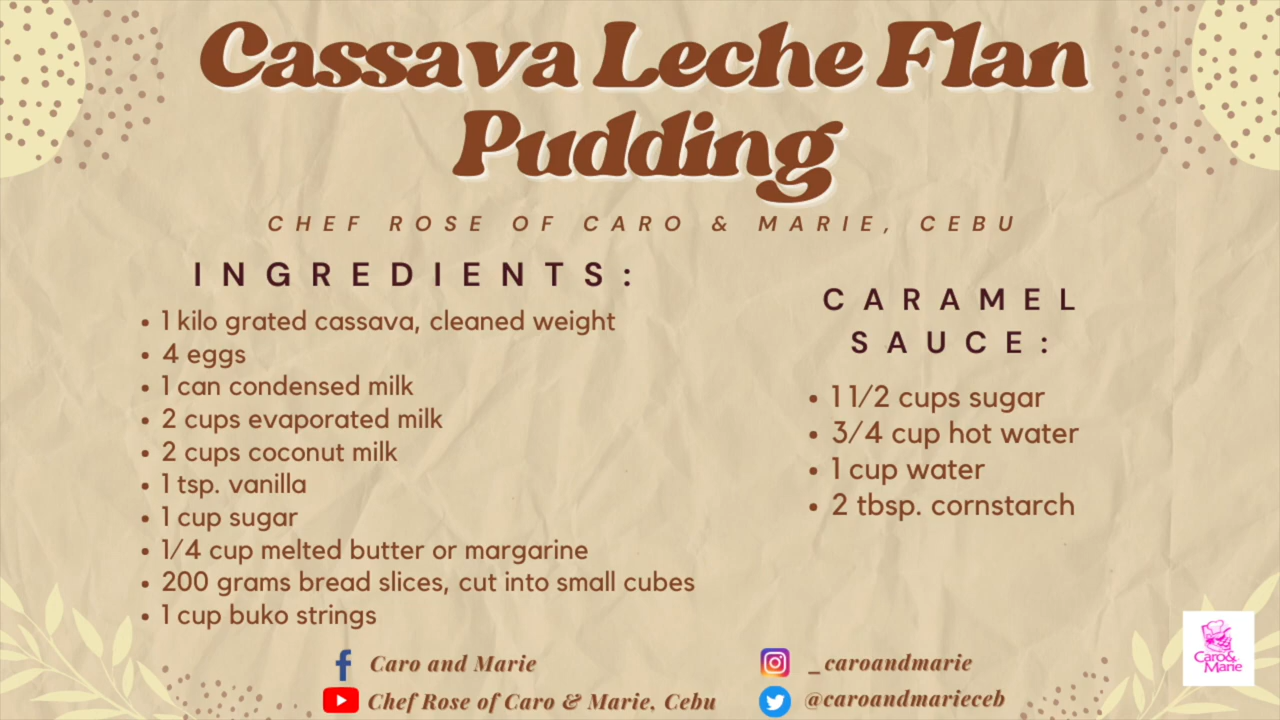 Cassava Leche Flan
Pudding
CHEF ROSE OF CARO & MARIE, CEBU
INGREDIENTS:
• 1 kilo grated cassava, cleaned weight
• 4 eggs
• 1 can condensed milk
• 2 cups evaporated milk
• 2 cups coconut milk
• 1 tsp. vanilla
• 1 cup sugar
• 1/4 cup melted butter or margarine
• 200 grams bread slices, cut into small cubes
• 1 cup buko strings
CARAMEL
SAUCE:
• 1 1/2 cups sugar
• 3/4 cup hot water
• 1 cup water
• 2 tbsp. cornstarch
Caro and Marie
Chef Rose of Caro & Marie, Cebu
_caroandmarie
@caroandmarieceb
Caro&
Marie